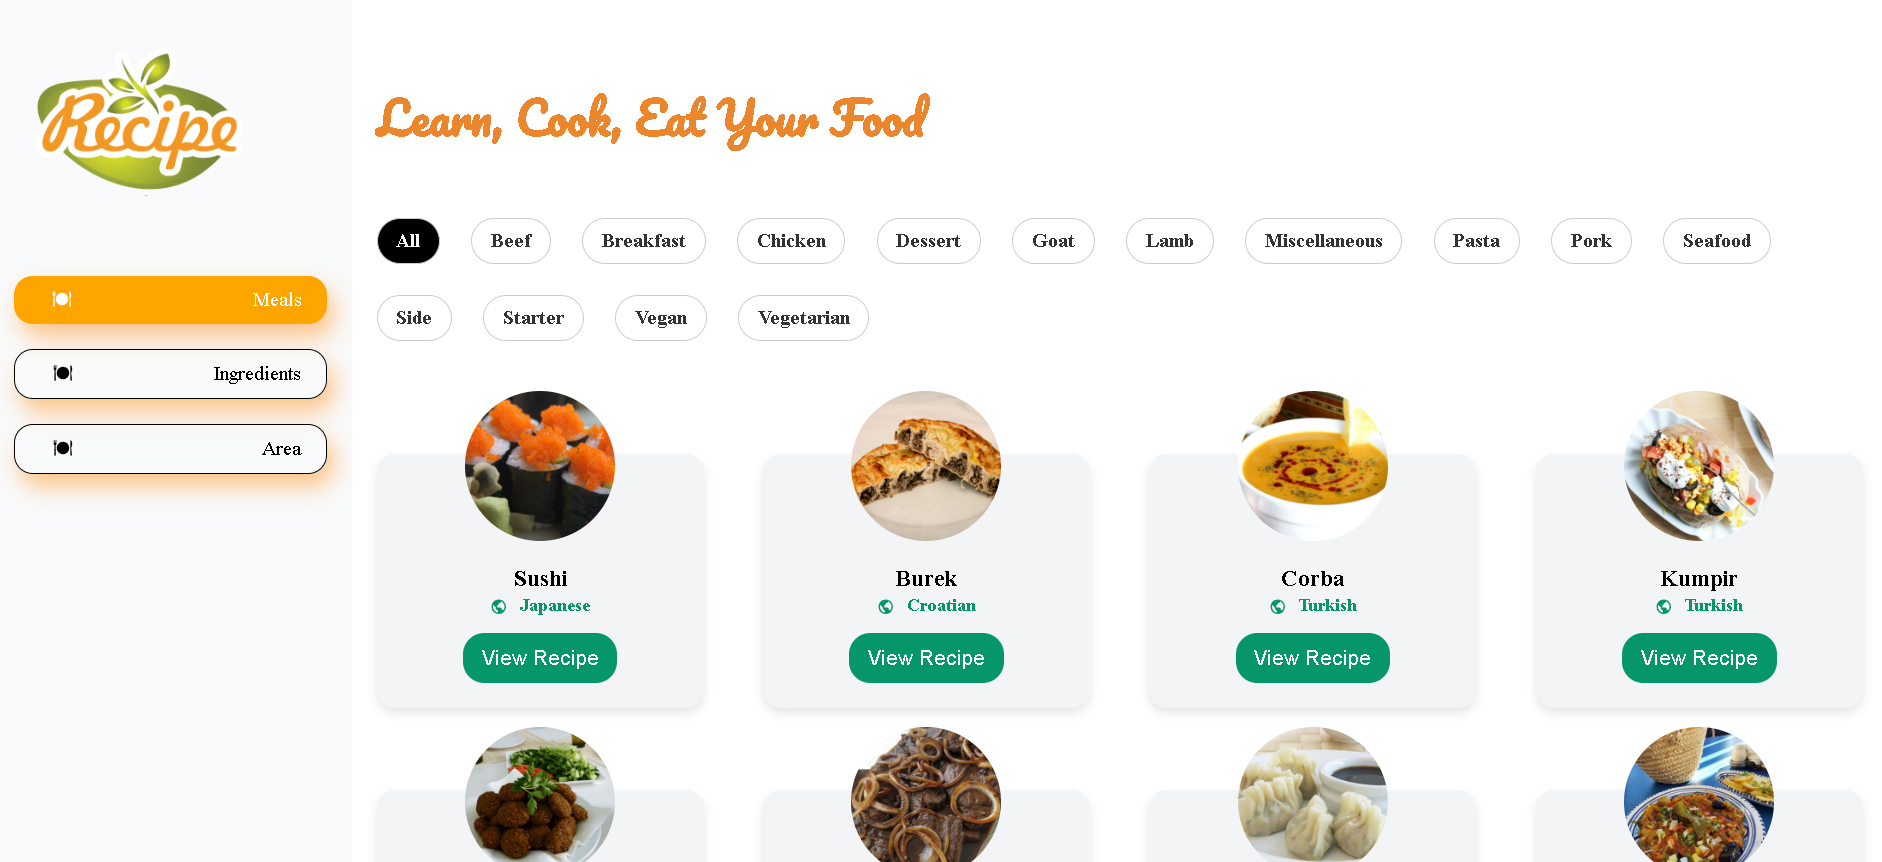 Recipe
Meals
Ingredients
Area
Learn, Cook, Eat Your Food
All Beef Breakfast Chicken Dessert Goat Lamb Miscellaneous Pasta Pork Seafood
Side Starter Vegan Vegetarian
Sushi
Japanese
View Recipe
Burek
Croatian
View Recipe
Corba
Turkish
View Recipe
Kumpir
Turkish
View Recipe